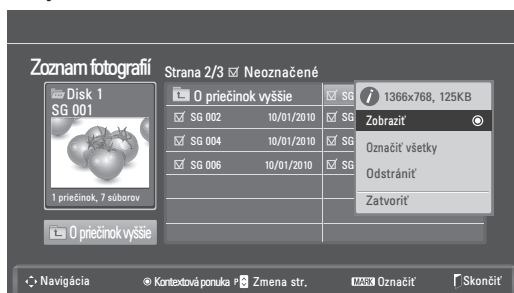 Zoznam fotografií
Strana 2/3 ☑ Neoznačené
Disk 1
SG 001
1 priečinok, 7 súborov
O priečinok vyššie
O priečinok vyššie
☑ SG
☑ SG 002 10/01/2010 ☑ SG
☑ SG 004 10/01/2010 ☑ SG
☑ SG 006 10/01/2010 ☑ SG
1366x768, 125KB
Zobraziť
Označiť všetky
Odstrániť
Zatvoriť
Navigácia Kontextová ponuka P Zmena str. MARK Označiť Skončiť